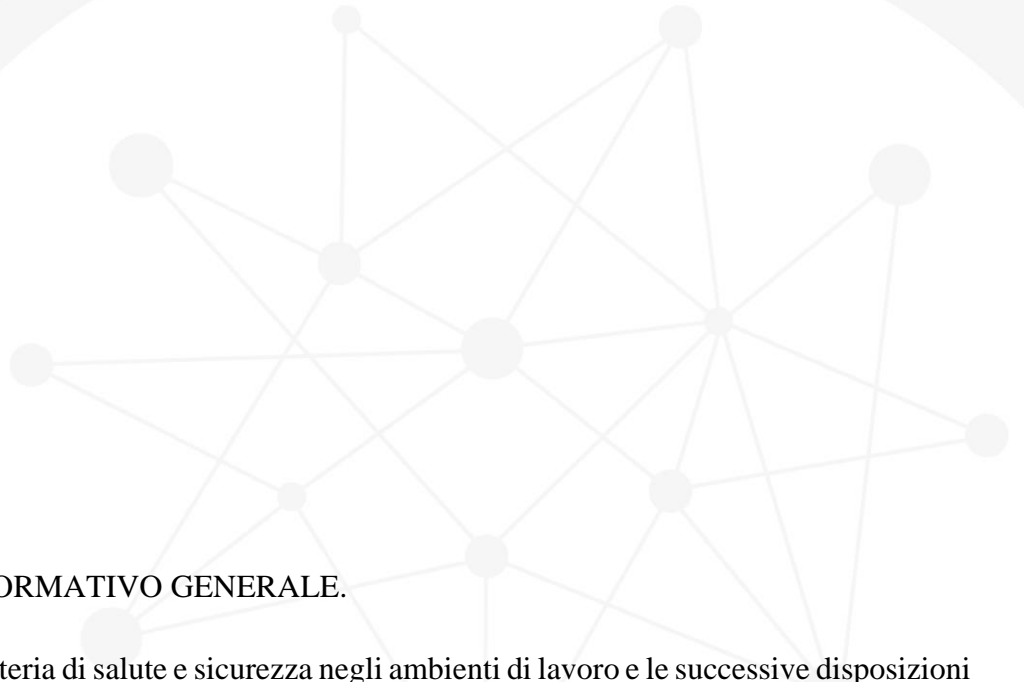 ORMATIVO GENERALE.
teria di salute e sicurezza negli ambienti di lavoro e le successive disposizioni